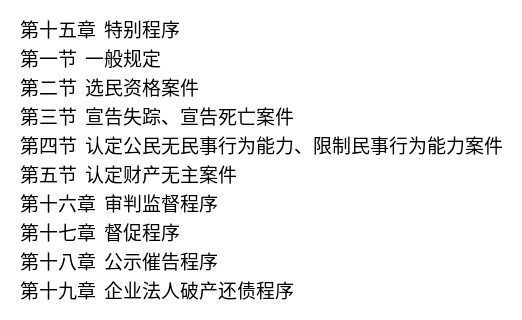 第十五章 特别程序
第一节 一般规定
第二节 选民资格案件
第三节 宣告失踪、宣告死亡案件
第四节 认定公民无民事行为能力、限制民事行为能力案件
第五节 认定财产无主案件
第十六章 审判监督程序
第十七章 督促程序
第十八章 公示催告程序
第十九章 企业法人破产还债程序